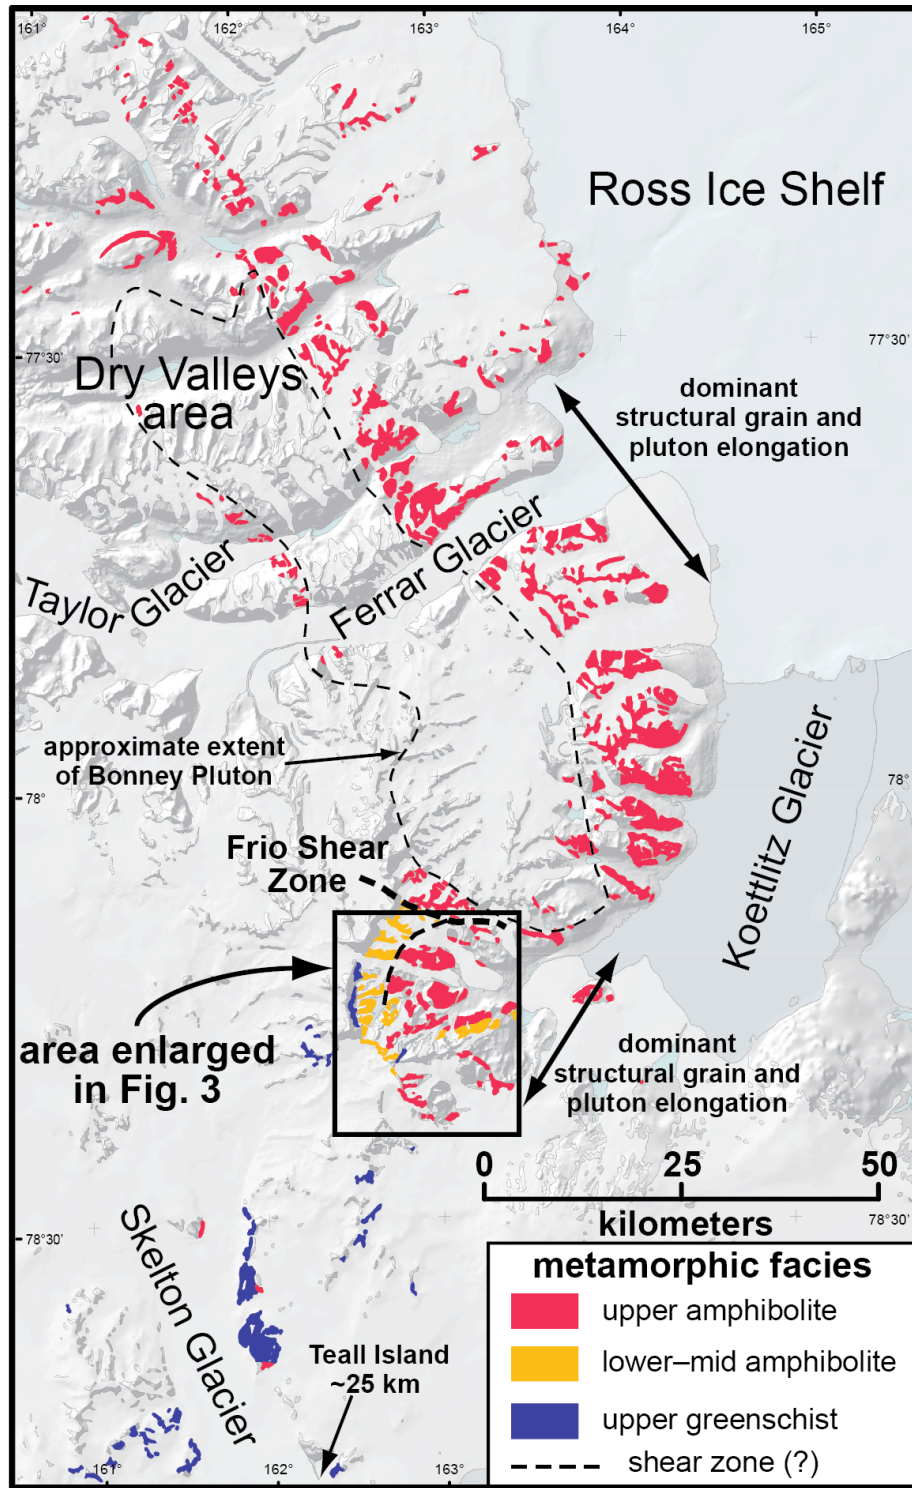 161°
162°
163°
164°
165°
Ross Ice Shelf
77°30'
77°30'
Dry Valleys
area
dominant
structural grain and
pluton elongation
Taylor Glacier
Ferrar Glacier
approximate extent
of Bonney Pluton
78°
78°
Koettlitz Glacier
Frio Shear
Zone
area enlarged
in Fig. 3
dominant
structural grain and
pluton elongation
0
25
50
kilometers
78°30'
78°30'
Skelton Glacier
Teall Island
~25 km
161°
162°
163°
metamorphic facies
upper amphibolite
lower–mid amphibolite
upper greenschist
shear zone (?)